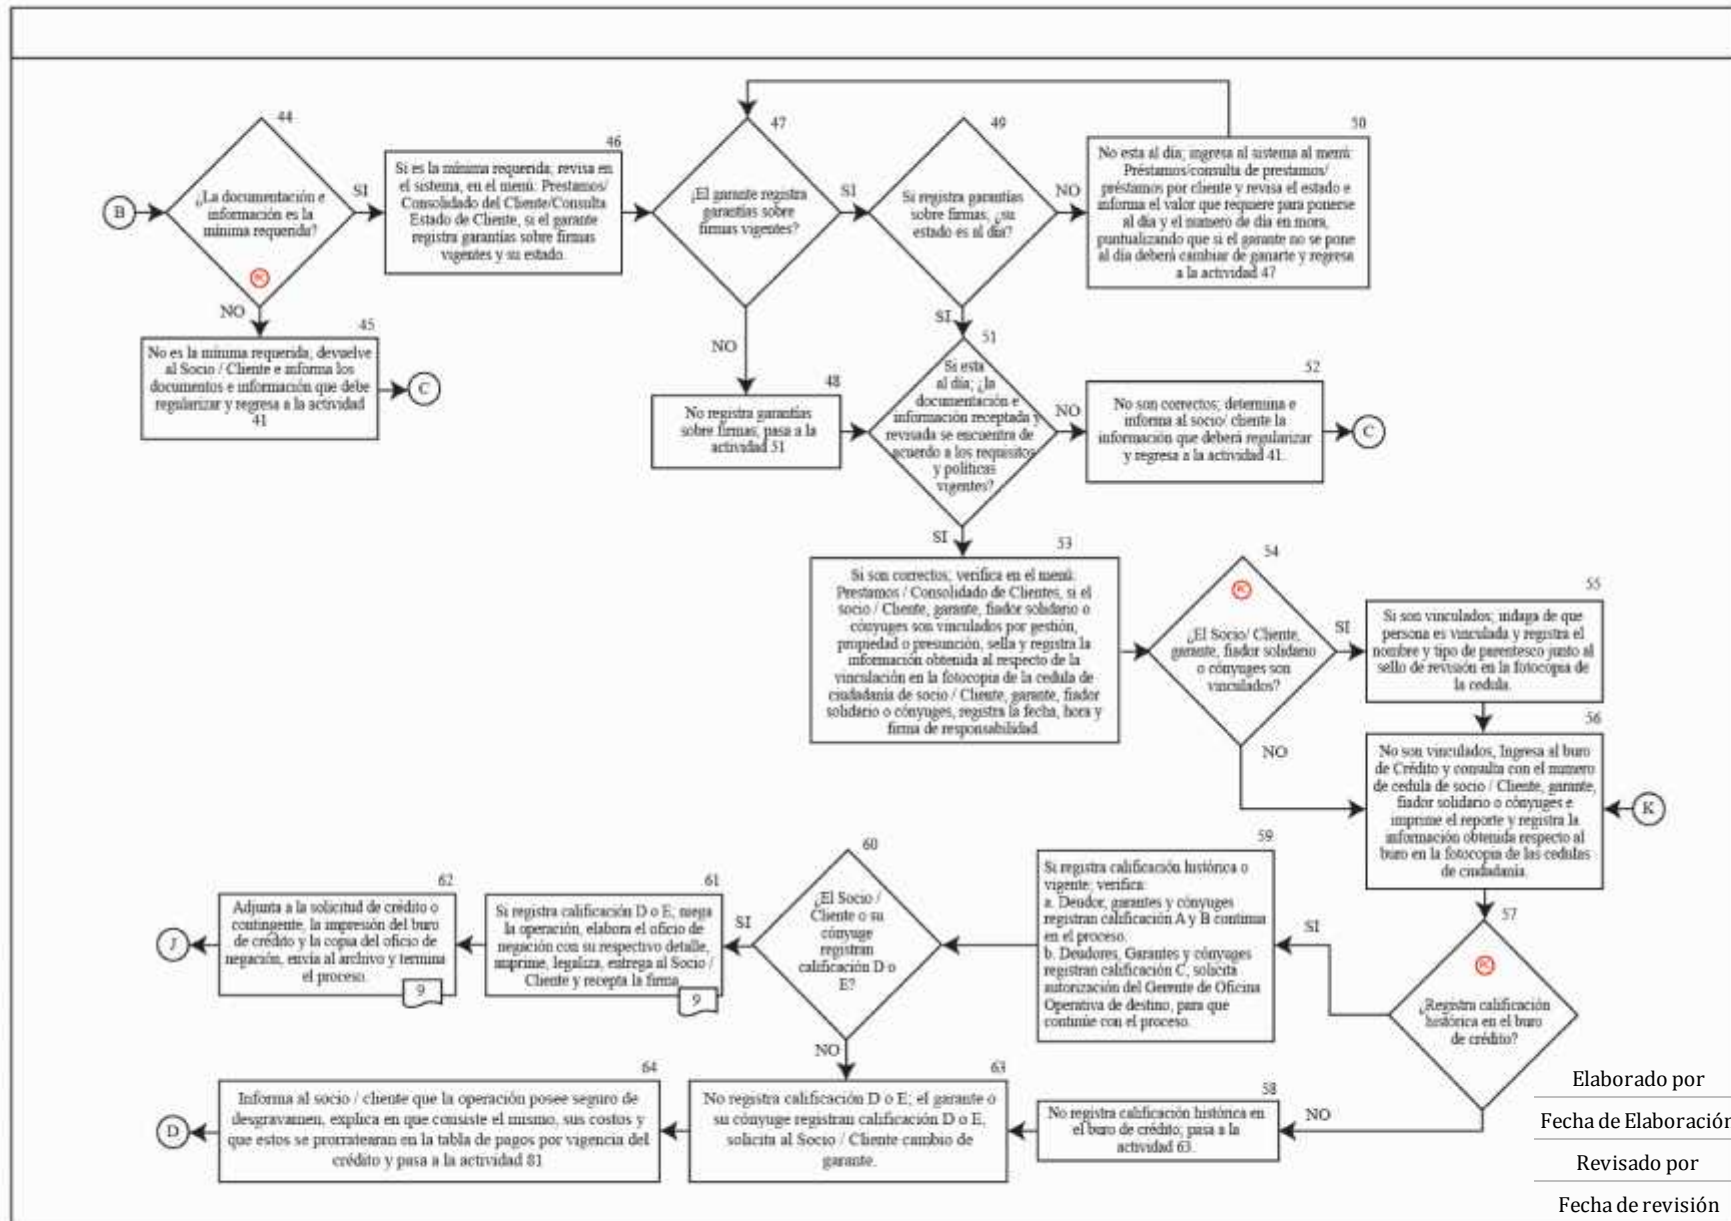 44
¿La documentación e
información es la
mínima requerida?
B
SI
NO
45
No es la mínima requerida, devuelve
al Socio / Cliente e informa los
documentos e información que debe
regularizar y regresa a la actividad
41
C
46
Si es la mínima requerida; revisa en
el sistema, en el menú: Prestamos/
Consolidado del Cliente/Consulta
Estado de Cliente, si el garante
registra garantías sobre firmas
vigentes y su estado.
47
¿El garante registra
garantías sobre
firmas vigentes?
SI
NO
48
No registra garantías
sobre firmas, pasa a la
actividad 51
49
Si registra garantías
sobre firmas, ¿su
estado es al día?
NO
SI
50
No esta al día; ingresa al sistema al menú:
Préstamos/consulta de prestamos/
préstamos por cliente y revisa el estado e
informa el valor que requiere para ponerse
al día y el numero de día en mora,
puntualizando que si el garante no se pone
al día deberá cambiar de ganarte y regresa
a la actividad 47
51
Si esta
al día; ¿la
documentación e
información receptada y
revisada se encuentra de
acuerdo a los requisitos
y políticas
vigentes?
NO
SI
52
No son correctos; determina e
informa al socio/ cliente la
información que deberá regularizar
y regresa a la actividad 41.
C
53
Si son correctos; verifica en el menú:
Prestamos / Consolidado de Clientes, si el
socio / Cliente, garante, fiador solidario o
cónyuges son vinculados por gestión,
propiedad o presunción, sella y registra la
información obtenida al respecto de la
vinculación en la fotocopia de la cedula de
ciudadanía de socio / Cliente, garante, fiador
solidario o cónyuges, registra la fecha, hora y
firma de responsabilidad.
54
¿El Socio/ Cliente,
garante, fiador solidario
o cónyuges son
vinculados?
SI
NO
55
Si son vinculados; indaga de que
persona es vinculada y registra el
nombre y tipo de parentesco junto al
sello de revisión en la fotocopia de
la cedula.
56
No son vinculados, Ingresa al buro
de Crédito y consulta con el numero
de cedula de socio / Cliente, garante,
fiador solidario o cónyuges e
imprime el reporte y registra la
información obtenida respecto al
buro en la fotocopia de las cedulas
de ciudadanía.
K
57
¿Registra calificación
histórica en el buro
de crédito?
SI
NO
58
No registra calificación histórica en
el buro de crédito; pasa a la
actividad 63.
59
Si registra calificación histórica o
vigente; verifica:
a. Deudor, garantes y cónyuges
registran calificación A y B continua
en el proceso.
b. Deudores, Garantes y cónyuges
registran calificación C, solicita
autorización del Gerente de Oficina
Operativa de destino, para que
continúe con el proceso.
60
¿El Socio /
Cliente o su
cónyuge
registran
calificación D o
E?
SI
NO
61
Si registra calificación D o E; niega
la operación, elabora el oficio de
negación con su respectivo detalle,
imprime, legaliza, entrega al Socio /
Cliente y recepta la firma.
9
62
Adjunta a la solicitud de crédito o
contingente, la impresión del buro
de crédito y la copia del oficio de
negación, envía al archivo y termina
el proceso.
9
J
63
No registra calificación D o E; el garante o
su cónyuge registran calificación D o E,
solicita al Socio / Cliente cambio de
garante.
64
Informa al socio / cliente que la operación posee seguro de
desgravamen, explica en que consiste el mismo, sus costos y
que estos se prorratearan en la tabla de pagos por vigencia del
crédito y pasa a la actividad 81
D
Elaborado por
Fecha de Elaboración
Revisado por
Fecha de revisión